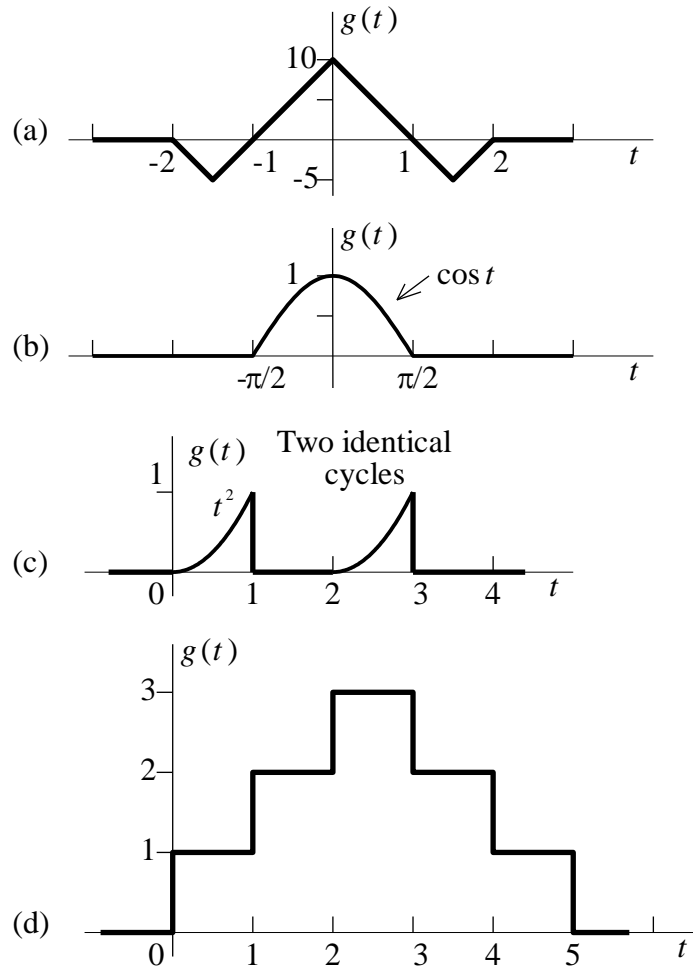 g(t)
10
(a)
-2 -1 1 2 t
-5
g(t)
1 cos t
(b)
-π/2 π/2 t
g(t) Two identical
1 cycles
t²
(c)
0 1 2 3 4 t
g(t)
3
2
1
(d)
0 1 2 3 4 5 t